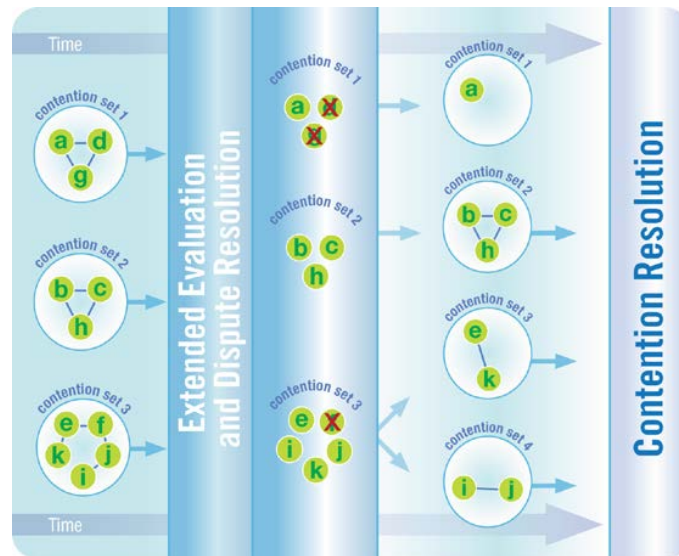 Time
contention set 1
a d
g
contention set 2
b c
h
contention set 3
e f
k j
i
Time
Extended Evaluation
and Dispute Resolution
contention set 1
a
contention set 2
b c
h
contention set 3
e
i j
k
contention set 1
a
contention set 2
b c
h
contention set 3
e
k
contention set 4
i j
Contention Resolution